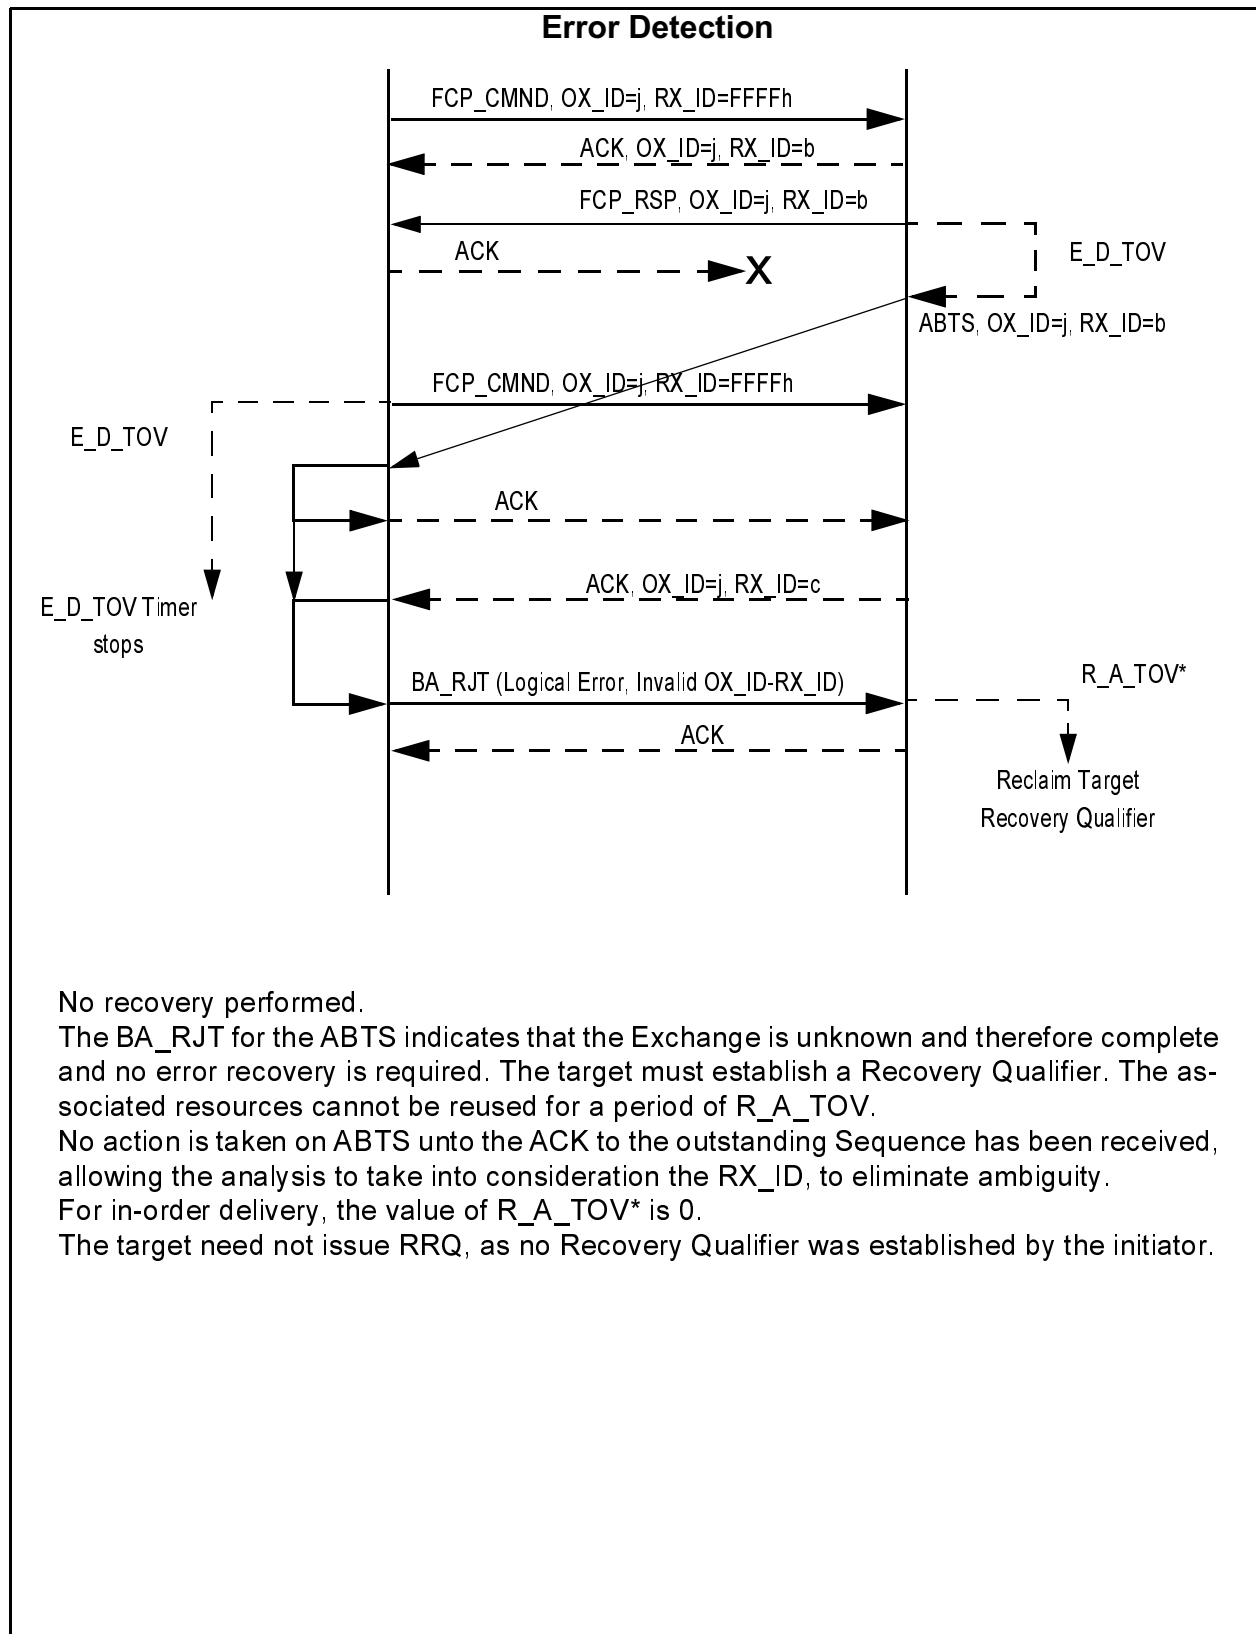 Error Detection
FCP_CMND, OX_ID=j, RX_ID=FFFFh
ACK, OX_ID=j, RX_ID=b
FCP_RSP, OX_ID=j, RX_ID=b
ACK
X
E_D_TOV
ABTS, OX_ID=j, RX_ID=b
FCP_CMND, OX_ID=j, RX_ID=FFFFh
E_D_TOV
ACK
ACK, OX_ID=j, RX_ID=c
E_D_TOV Timer
stops
BA_RJT (Logical Error, Invalid OX_ID-RX_ID)
R_A_TOV*
ACK
Reclaim Target
Recovery Qualifier
No recovery performed.
The BA_RJT for the ABTS indicates that the Exchange is unknown and therefore complete
and no error recovery is required. The target must establish a Recovery Qualifier. The as-
sociated resources cannot be reused for a period of R_A_TOV.
No action is taken on ABTS unto the ACK to the outstanding Sequence has been received,
allowing the analysis to take into consideration the RX_ID, to eliminate ambiguity.
For in-order delivery, the value of R_A_TOV* is 0.
The target need not issue RRQ, as no Recovery Qualifier was established by the initiator.